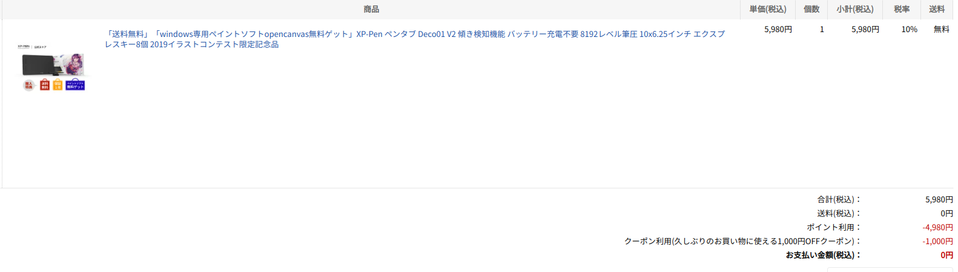 商品 単価(税込) 個数 小計(税込) 税率 送料
「送料無料」「windows専用ペイントソフトopencanvas無料ゲット」XP-Pen ペンタブ Deco01 V2 傾き検知機能 バッテリー充電不要 8192レベル筆圧 10x6.25インチ エクスプ
レスキー8個 2019イラストコンテスト限定記念品
5,980円 1 5,980円 10% 無料
合計(税込)： 5,980円
送料(税込)： 0円
ポイント利用： -4,980円
クーポン利用(久しぶりのお買い物に使える1,000円OFFクーポン)： -1,000円
お支払い金額(税込)： 0円